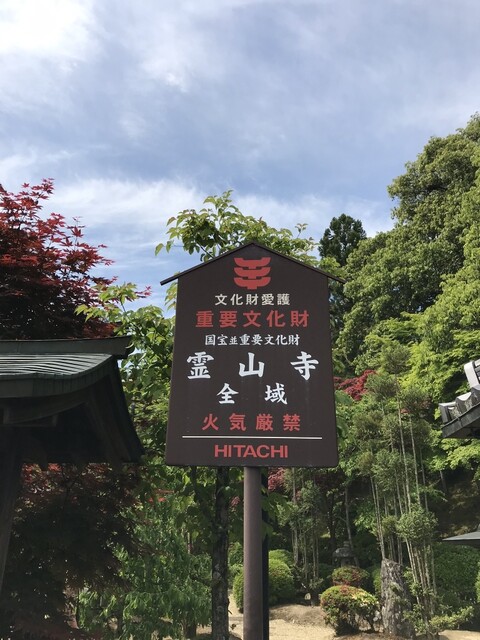 文化財愛護
重要文化財
国宝並重要文化財
霊山寺
全域
火気厳禁
HITACHI